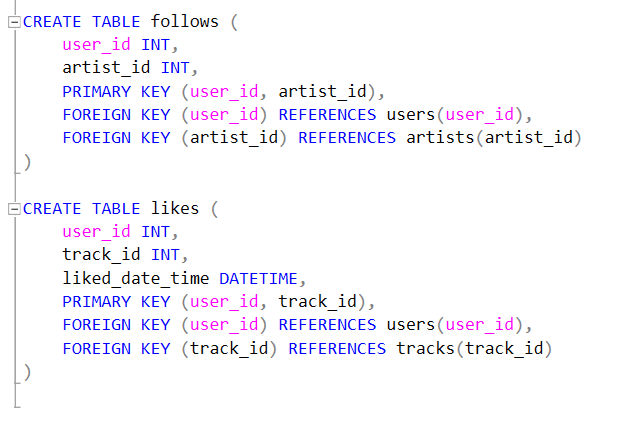 CREATE TABLE follows (
    user_id INT,
    artist_id INT,
    PRIMARY KEY (user_id, artist_id),
    FOREIGN KEY (user_id) REFERENCES users(user_id),
    FOREIGN KEY (artist_id) REFERENCES artists(artist_id)
)
CREATE TABLE likes (
    user_id INT,
    track_id INT,
    liked_date_time DATETIME,
    PRIMARY KEY (user_id, track_id),
    FOREIGN KEY (user_id) REFERENCES users(user_id),
    FOREIGN KEY (track_id) REFERENCES tracks(track_id)
)